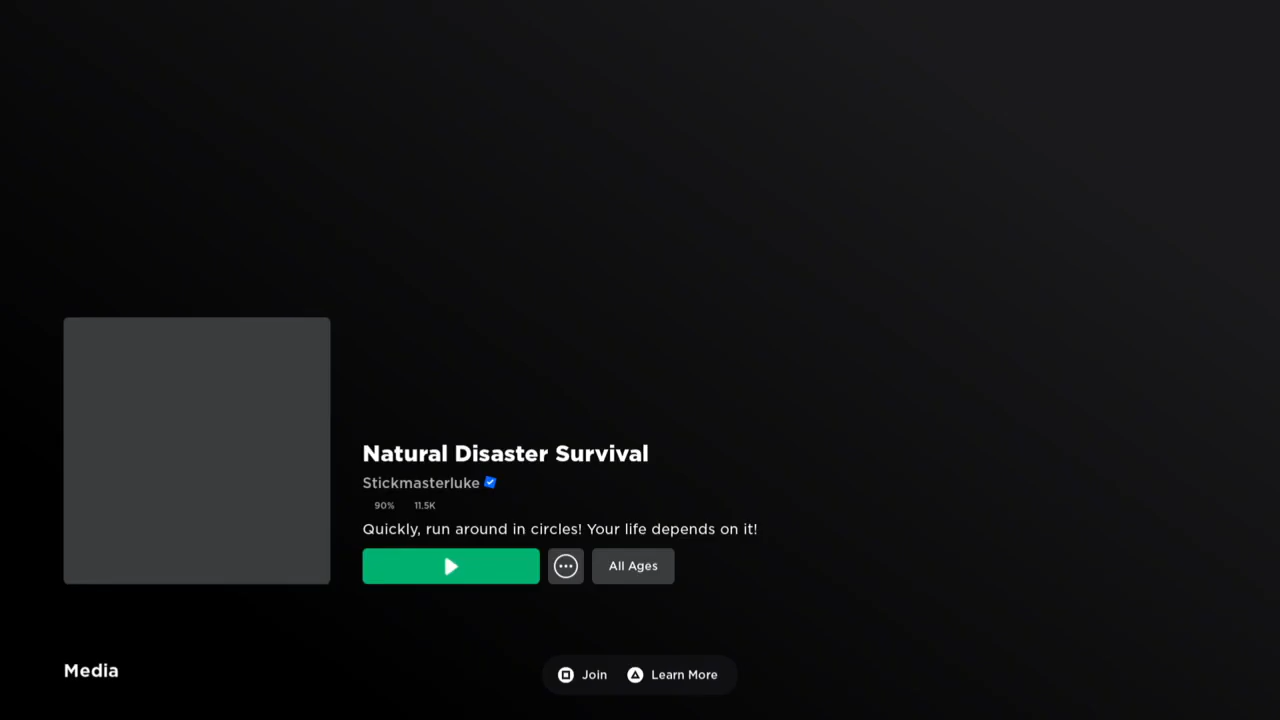 Natural Disaster Survival
Stickmasterluke
90% 11.5K
Quickly, run around in circles! Your life depends on it!
All Ages
Media
Join Learn More